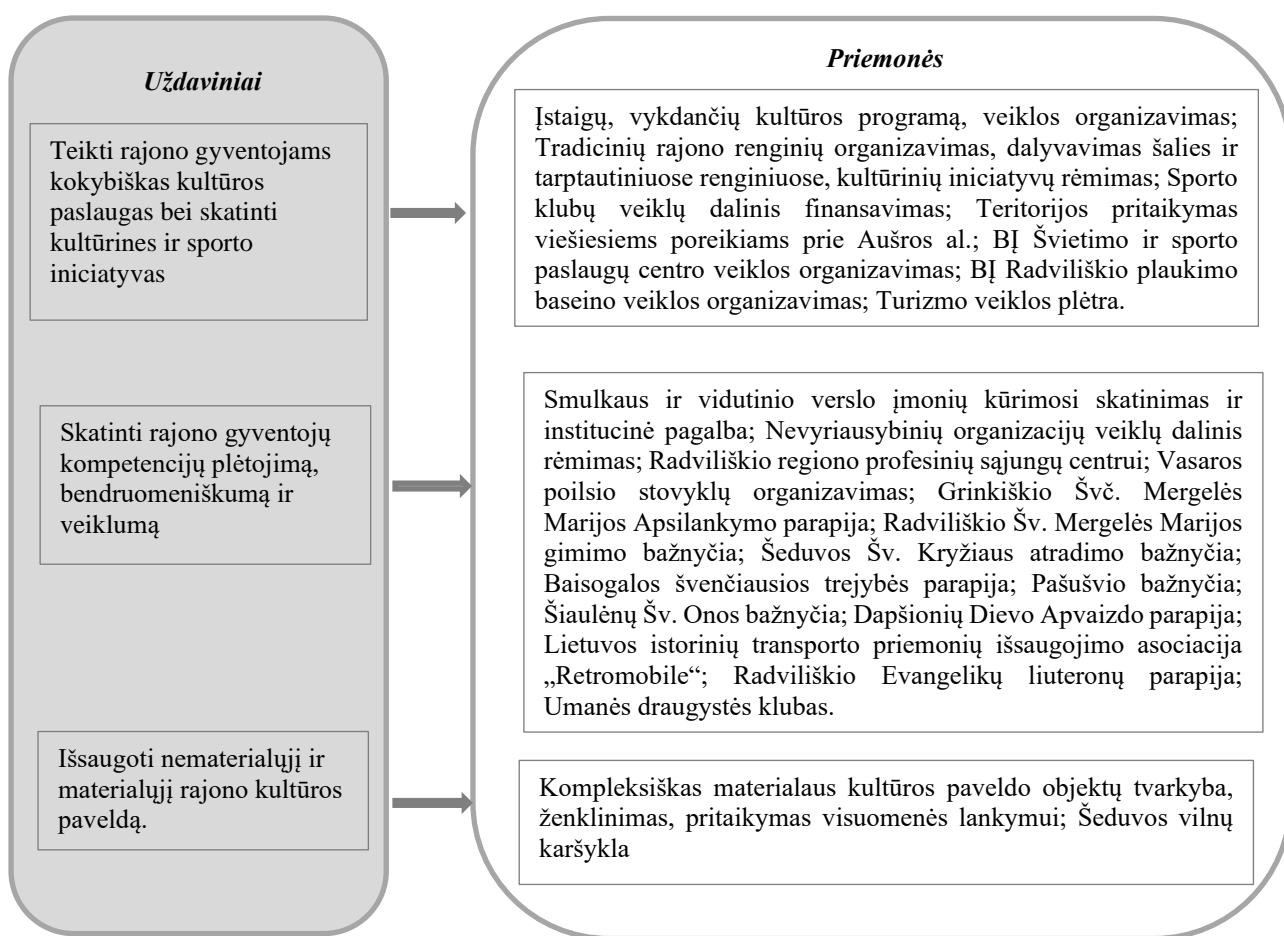 Uždaviniai
Teikti rajono gyventojams
kokybiškas kultūros
paslaugas bei skatinti
kultūrines ir sporto
iniciatyvas
Skatinti rajono gyventojų
kompetencijų plėtojimą,
bendruomeniškumą ir
veiklumą
Išsaugoti nematerialųjį ir
materialųjį rajono kultūros
paveldą.
Priemonės
Įstaigų, vykdančių kultūros programą, veiklos organizavimas;
Tradicinių rajono renginių organizavimas, dalyvavimas šalies ir
tarptautiniuose renginiuose, kultūrinių iniciatyvų rėmimas; Sporto
klubų veiklų dalinis finansavimas; Teritorijos pritaikymas
viešiesiems poreikiams prie Aušros al.; BĮ Švietimo ir sporto
paslaugų centro veiklos organizavimas; BĮ Radviliškio plaukimo
baseino veiklos organizavimas; Turizmo veiklos plėtra.
Smulkaus ir vidutinio verslo įmonių kūrimosi skatinimas ir
institucinė pagalba; Nevyriausybinių organizacijų veiklų dalinis
rėmimas; Radviliškio regiono profesinių sąjungų centrui; Vasaros
poilsio stovyklų organizavimas; Grinkiškio Švč. Mergelės
Marijos Apsilankymo parapija; Radviliškio Šv. Mergelės Marijos
gimimo bažnyčia; Šeduvos Šv. Kryžiaus atradimo bažnyčia;
Baisogalos švenčiausios trejybės parapija; Pašušvio bažnyčia;
Šiaulėnų Šv. Onos bažnyčia; Dapšionių Dievo Apvaizdo parapija;
Lietuvos istorinių transporto priemonių išsaugojimo asociacija
„Retromobile“; Radviliškio Evangelikų liuteronų parapija;
Umanės draugystės klubas.
Kompleksiškas materialaus kultūros paveldo objektų tvarkyba,
ženklinimas, pritaikymas visuomenės lankymui; Šeduvos vilnų
karšykla